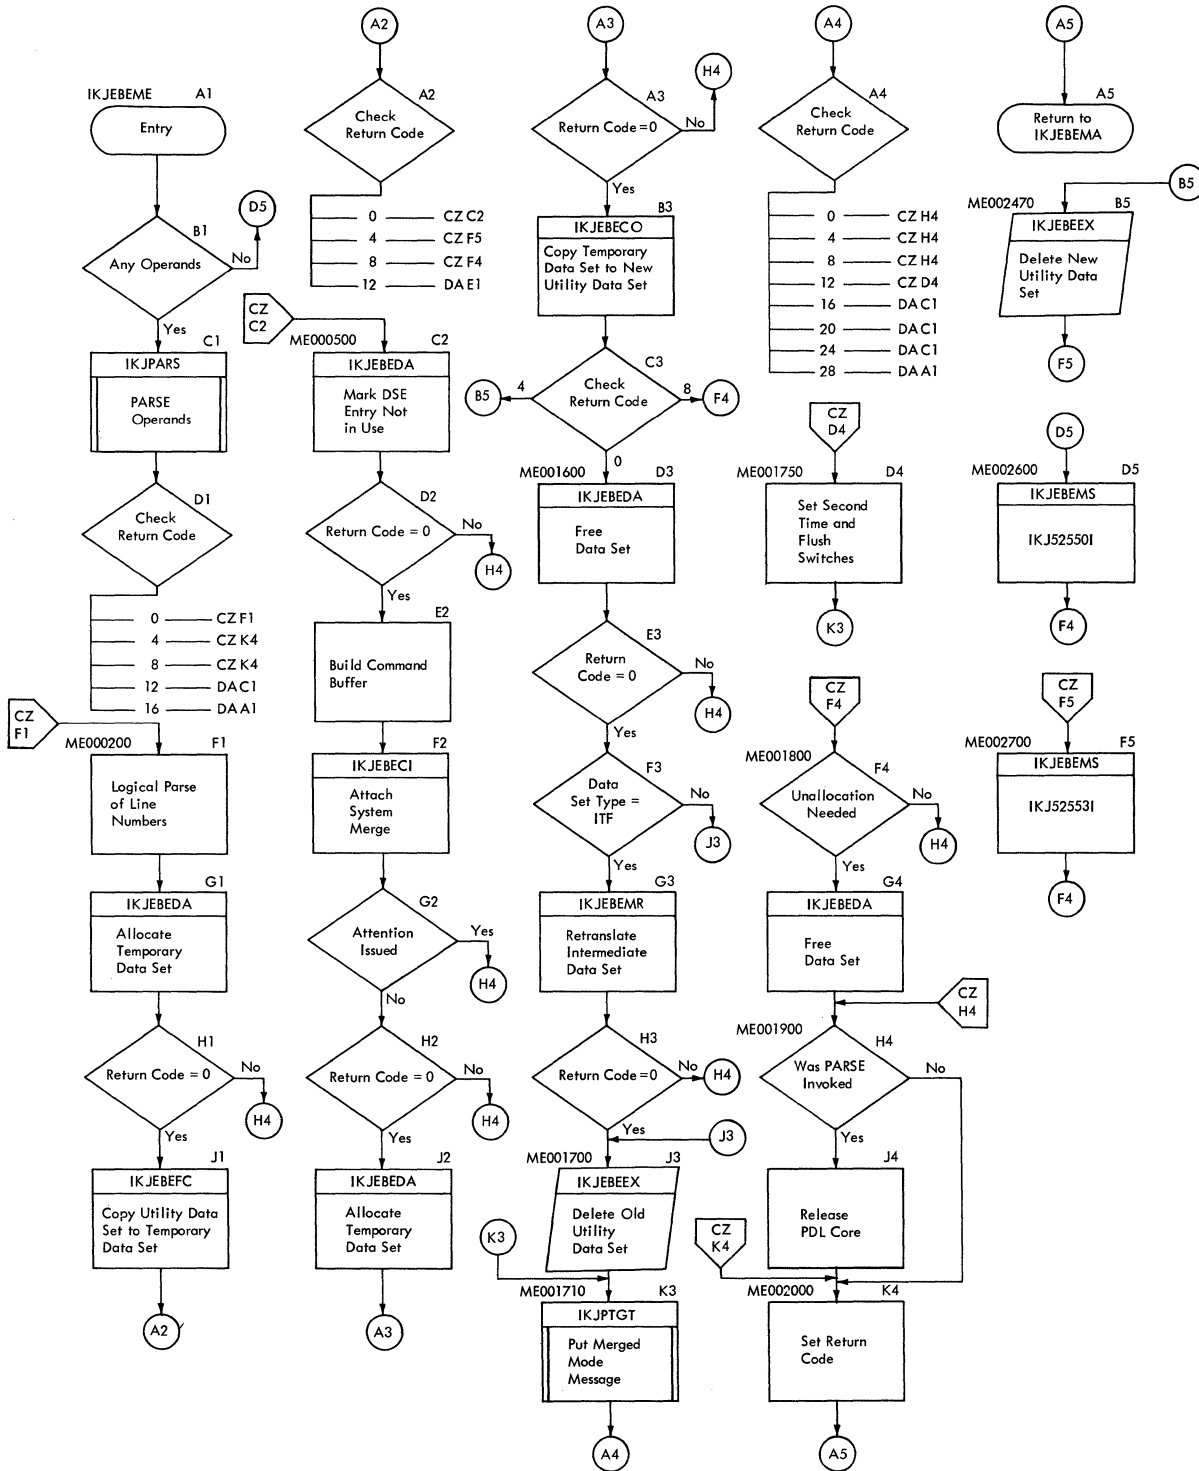 IKJEBEME
A1
Entry
B1
Any Operands
No
D5
Yes
C1
IKJPARS
PARSE
Operands
D1
Check
Return Code
0 CZ F1
4 CZ K4
8 CZ K4
12 DA C1
16 DA A1
CZ
F1
ME000200
F1
Logical Parse
of Line
Numbers
G1
IKJEBEDA
Allocate
Temporary
Data Set
H1
Return Code = 0
No
H4
Yes
J1
IKJEBEFC
Copy Utility Data
Set to Temporary
Data Set
A2
A2
A2
Check
Return Code
0 CZ C2
4 CZ F5
8 CZ F4
12 DA E1
CZ
C2
ME000500
C2
IKJEBEDA
Mark DSE
Entry Not
in Use
D2
Return Code = 0
No
H4
Yes
E2
Build Command
Buffer
F2
IKJEBECI
Attach
System
Merge
G2
Attention
Issued
Yes
H4
No
H2
Return Code = 0
No
H4
Yes
J2
IKJEBEDA
Allocate
Temporary
Data Set
A3
A3
A3
Return Code =0
No
H4
Yes
B3
IKJEBECO
Copy Temporary
Data Set to New
Utility Data Set
C3
Check
Return Code
4
B5
8
F4
0
ME001600
D3
IKJEBEDA
Free
Data Set
E3
Return
Code = 0
No
H4
Yes
F3
Data
Set Type =
ITF
No
J3
Yes
G3
IKJEBEMR
Retranslate
Intermediate
Data Set
H3
Return Code =0
No
H4
Yes
J3
ME001700
J3
IKJEBEEX
Delete Old
Utility
Data Set
K3
ME001710
K3
IKJPTGT
Put Merged
Mode
Message
A4
A4
A4
Check
Return Code
0 CZ H4
4 CZ H4
8 CZ H4
12 CZ D4
16 DA C1
20 DA C1
24 DA C1
28 DA A1
CZ
D4
ME001750
D4
Set Second
Time and
Flush
Switches
K3
CZ
F4
ME001800
F4
Unallocation
Needed
No
H4
Yes
G4
IKJEBEDA
Free
Data Set
CZ
H4
ME001900
H4
Was PARSE
Invoked
No
Yes
J4
Release
PDL Core
CZ
K4
ME002000
K4
Set Return
Code
A5
A5
A5
Return to
IKJEBEMA
B5
ME002470
B5
IKJEBEEX
Delete New
Utility Data
Set
F5
D5
ME002600
D5
IKJEBEMS
IKJ52550I
F4
CZ
F5
ME002700
F5
IKJEBEMS
IKJ52553I
F4